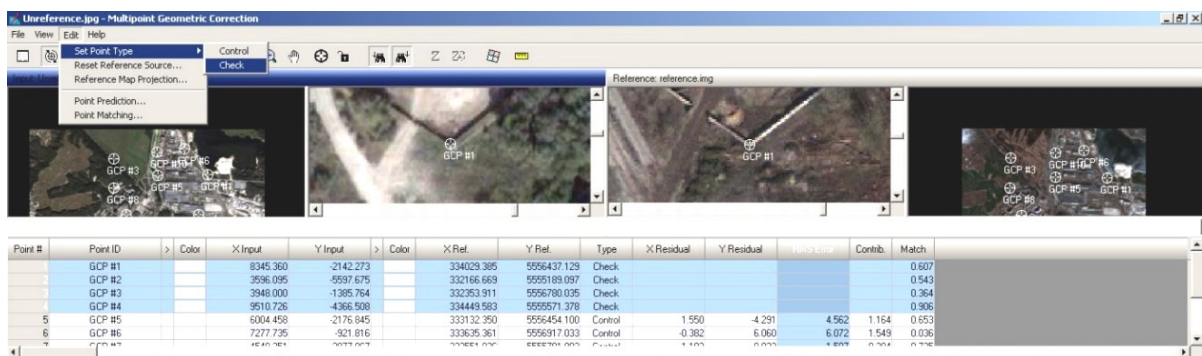 Unreference.jpg - Multipoint Geometric Correction
File View Edit Help
Set Point Type
Control
Reset Reference Source...
Check
Reference Map Projection...
Point Prediction...
Point Matching...
Reference: reference.img
GCP #3
GCP #6
GCP #5
GCP #8
GCP #1
GCP #1
GCP #3
GCP #6
GCP #5
GCP #1
GCP #8
Point # Point ID > Color X Input Y Input > Color X Ref. Y Ref. Type X Residual Y Residual RMS Error Contrib. Match
GCP #1 8345.360 -2142.273 334029.385 5556437.129 Check 0.607
GCP #2 3596.095 -5597.675 332166.669 5555189.097 Check 0.543
GCP #3 3948.000 -1385.764 332353.911 5556780.035 Check 0.364
GCP #4 9510.726 -4366.508 334449.583 5555571.378 Check 0.906
5 GCP #5 6004.458 -2176.845 333132.350 5556454.100 Control 1.550 -4.291 4.562 1.164 0.653
6 GCP #6 7277.735 -921.816 333635.361 5556917.033 Control -0.382 6.060 6.072 1.549 0.036